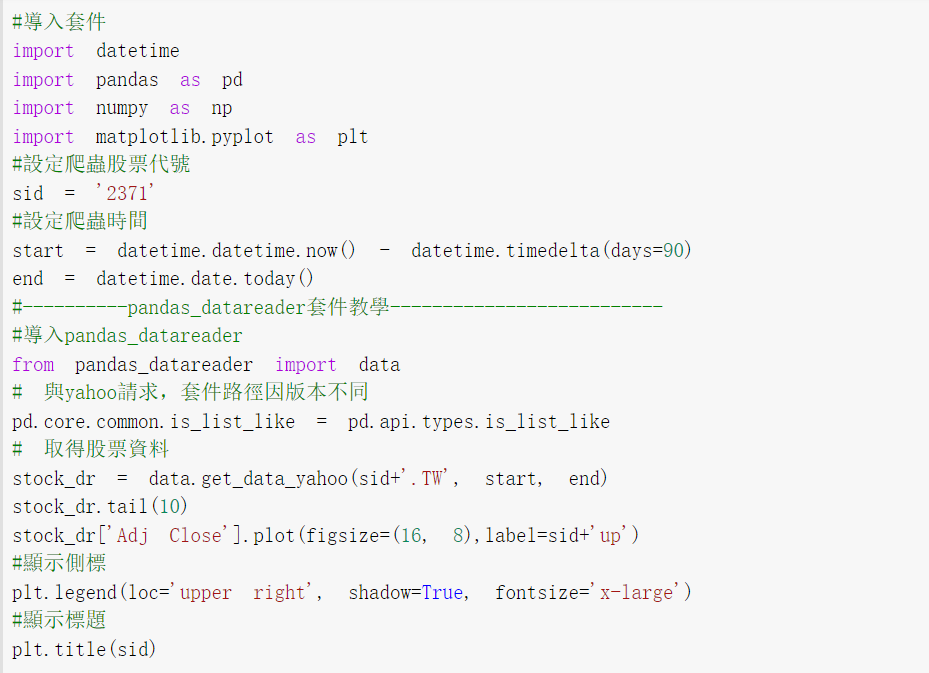 #導入套件
import datetime
import pandas as pd
import numpy as np
import matplotlib.pyplot as plt
#設定爬蟲股票代號
sid = '2371'
#設定爬蟲時間
start = datetime.datetime.now() - datetime.timedelta(days=90)
end = datetime.date.today()
#----------pandas_datareader套件教學--------------------------
#導入pandas_datareader
from pandas_datareader import data
# 與yahoo請求，套件路徑因版本不同
pd.core.common.is_list_like = pd.api.types.is_list_like
# 取得股票資料
stock_dr = data.get_data_yahoo(sid+'.TW', start, end)
stock_dr.tail(10)
stock_dr['Adj Close'].plot(figsize=(16, 8),label=sid+'up')
#顯示側標
plt.legend(loc='upper right', shadow=True, fontsize='x-large')
#顯示標題
plt.title(sid)